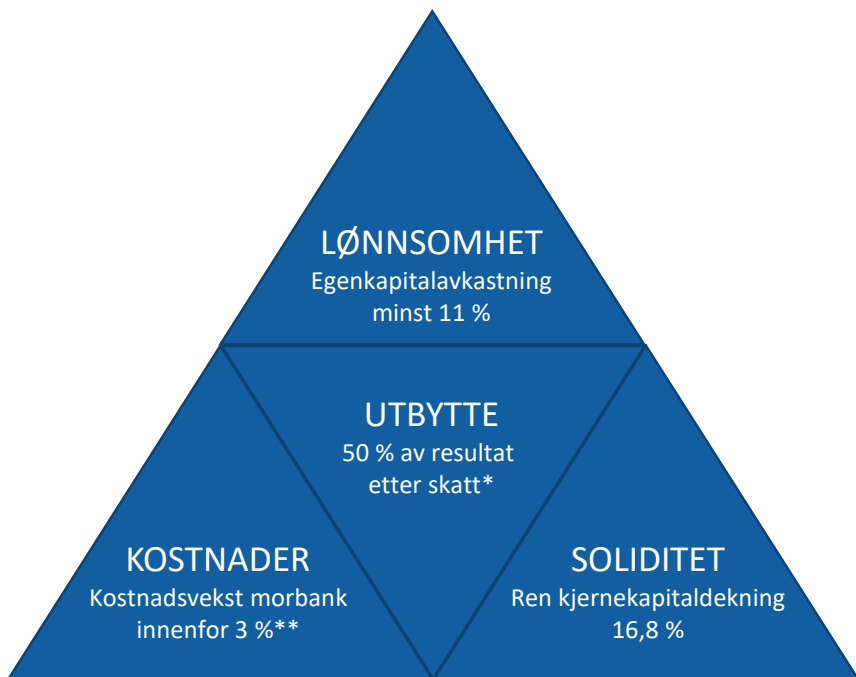 LØNNSOMHET
Egenkapitalavkastning
minst 11 %
UTBYTTE
50 % av resultat
etter skatt*
KOSTNADER
Kostnadsvekst morbank
innenfor 3 %**
SOLIDITET
Ren kjernekapitaldekning
16,8 %